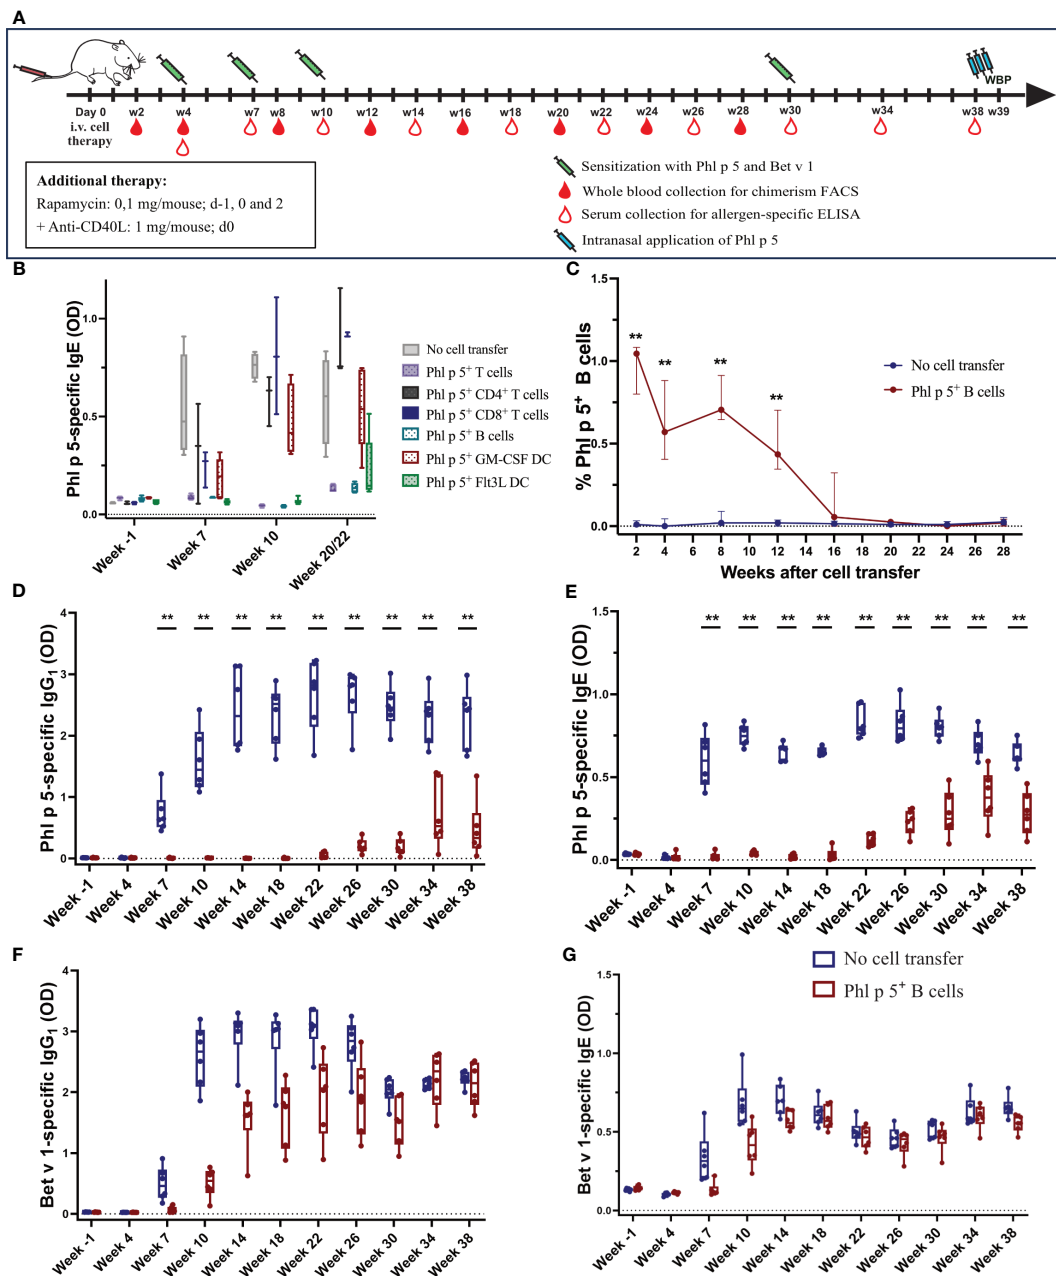 A
WBP
Day 0
i.v. cell
therapy
w2 w4 w7 w8 w10 w12 w14 w16 w18 w20 w22 w24 w26 w28 w30 w34 w38 w39
Additional therapy:
Rapamycin: 0,1 mg/mouse; d-1, 0 and 2
+ Anti-CD40L: 1 mg/mouse; d0
Sensitization with Phl p 5 and Bet v 1
Whole blood collection for chimerism FACS
Serum collection for allergen-specific ELISA
Intranasal application of Phl p 5
B
Phl p 5-specific IgE (OD)
1.0
0.5
0.0
Week -1 Week 7 Week 10 Week 20/22
No cell transfer
Phl p 5+ T cells
Phl p 5+ CD4+ T cells
Phl p 5+ CD8+ T cells
Phl p 5+ B cells
Phl p 5+ GM-CSF DC
Phl p 5+ Flt3L DC
C
% Phl p 5+ B cells
1.5
1.0
0.5
0.0
** ** ** **
No cell transfer
Phl p 5+ B cells
2 4 6 8 10 12 14 16 18 20 22 24 26 28
Weeks after cell transfer
D
Phl p 5-specific IgG1 (OD)
4
3
2
1
0
** ** ** ** ** ** ** ** **
Week -1 Week 4 Week 7 Week 10 Week 14 Week 18 Week 22 Week 26 Week 30 Week 34 Week 38
E
Phl p 5-specific IgE (OD)
1.5
1.0
0.5
0.0
** ** ** ** ** ** ** ** **
Week -1 Week 4 Week 7 Week 10 Week 14 Week 18 Week 22 Week 26 Week 30 Week 34 Week 38
F
Bet v 1-specific IgG1 (OD)
4
3
2
1
0
Week -1 Week 4 Week 7 Week 10 Week 14 Week 18 Week 22 Week 26 Week 30 Week 34 Week 38
G
No cell transfer
Phl p 5+ B cells
Bet v 1-specific IgE (OD)
1.5
1.0
0.5
0.0
Week -1 Week 4 Week 7 Week 10 Week 14 Week 18 Week 22 Week 26 Week 30 Week 34 Week 38